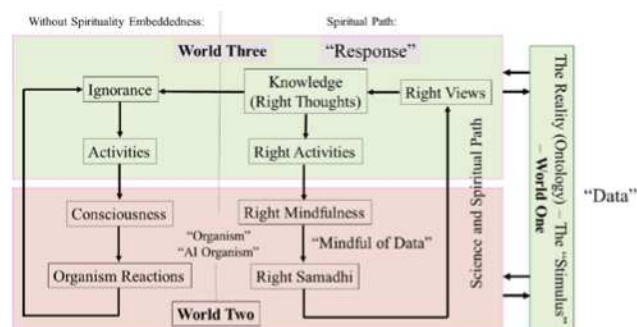 Without Spirituality Embeddedness:
Spiritual Path:
World Three
“Response”
Ignorance
Knowledge
(Right Thoughts)
Right Views
Activities
Right Activities
Consciousness
Right Mindfulness
“Organism”
“AI Organism”
“Mindful of Data”
Organism Reactions
Right Samadhi
World Two
Science and Spiritual Path
The Reality (Ontology) – The “Stimulus”
– World One
“Data”